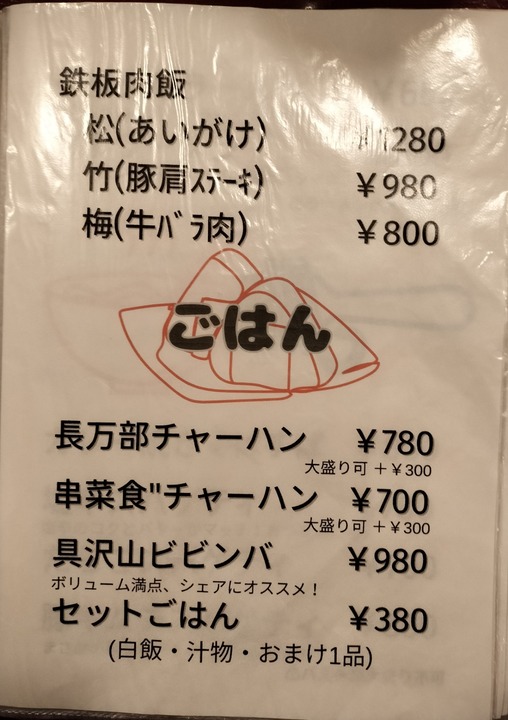 鉄板肉飯
松(あいがけ) ¥1280
竹(豚肩ｽﾃｰｷ) ¥980
梅(牛ﾊﾞﾗ肉) ¥800
ごはん
長万部チャーハン ¥780
大盛り可 +¥300
串菜食"チャーハン ¥700
大盛り可 +¥300
具沢山ビビンバ ¥980
ボリューム満点、シェアにオススメ！
セットごはん ¥380
(白飯・汁物・おまけ1品)